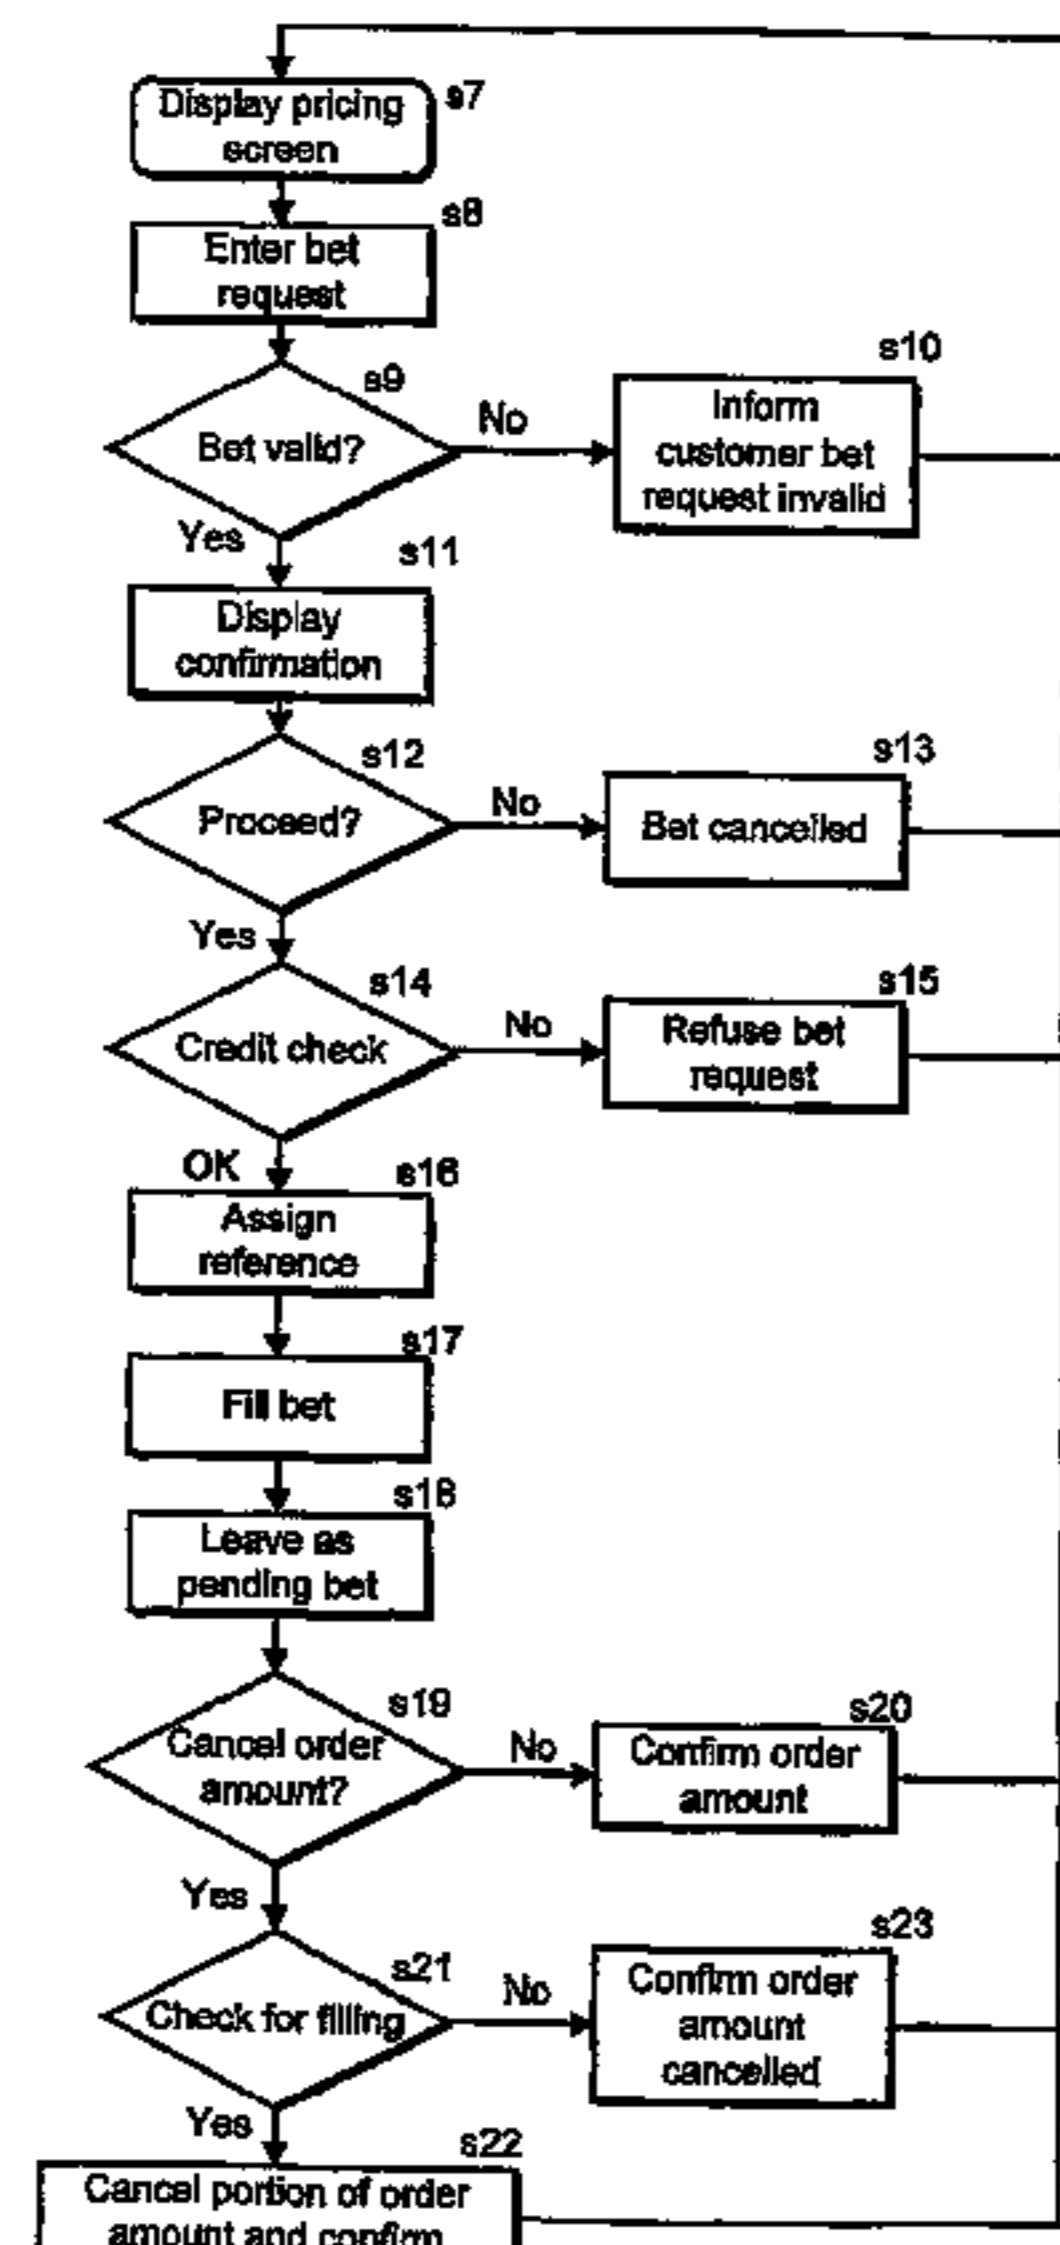 Display pricing
screen
s7
s8
Enter bet
request
s9
Bet valid?
No
s10
Inform
customer bet
request invalid
Yes
s11
Display
confirmation
s12
Proceed?
No
s13
Bet cancelled
Yes
s14
Credit check
No
s15
Refuse bet
request
OK
s16
Assign
reference
s17
Fill bet
s18
Leave as
pending bet
s19
Cancel order
amount?
No
s20
Confirm order
amount
Yes
s21
Check for filling
No
s23
Confirm order
amount
cancelled
Yes
s22
Cancel portion of order
amount and confirm